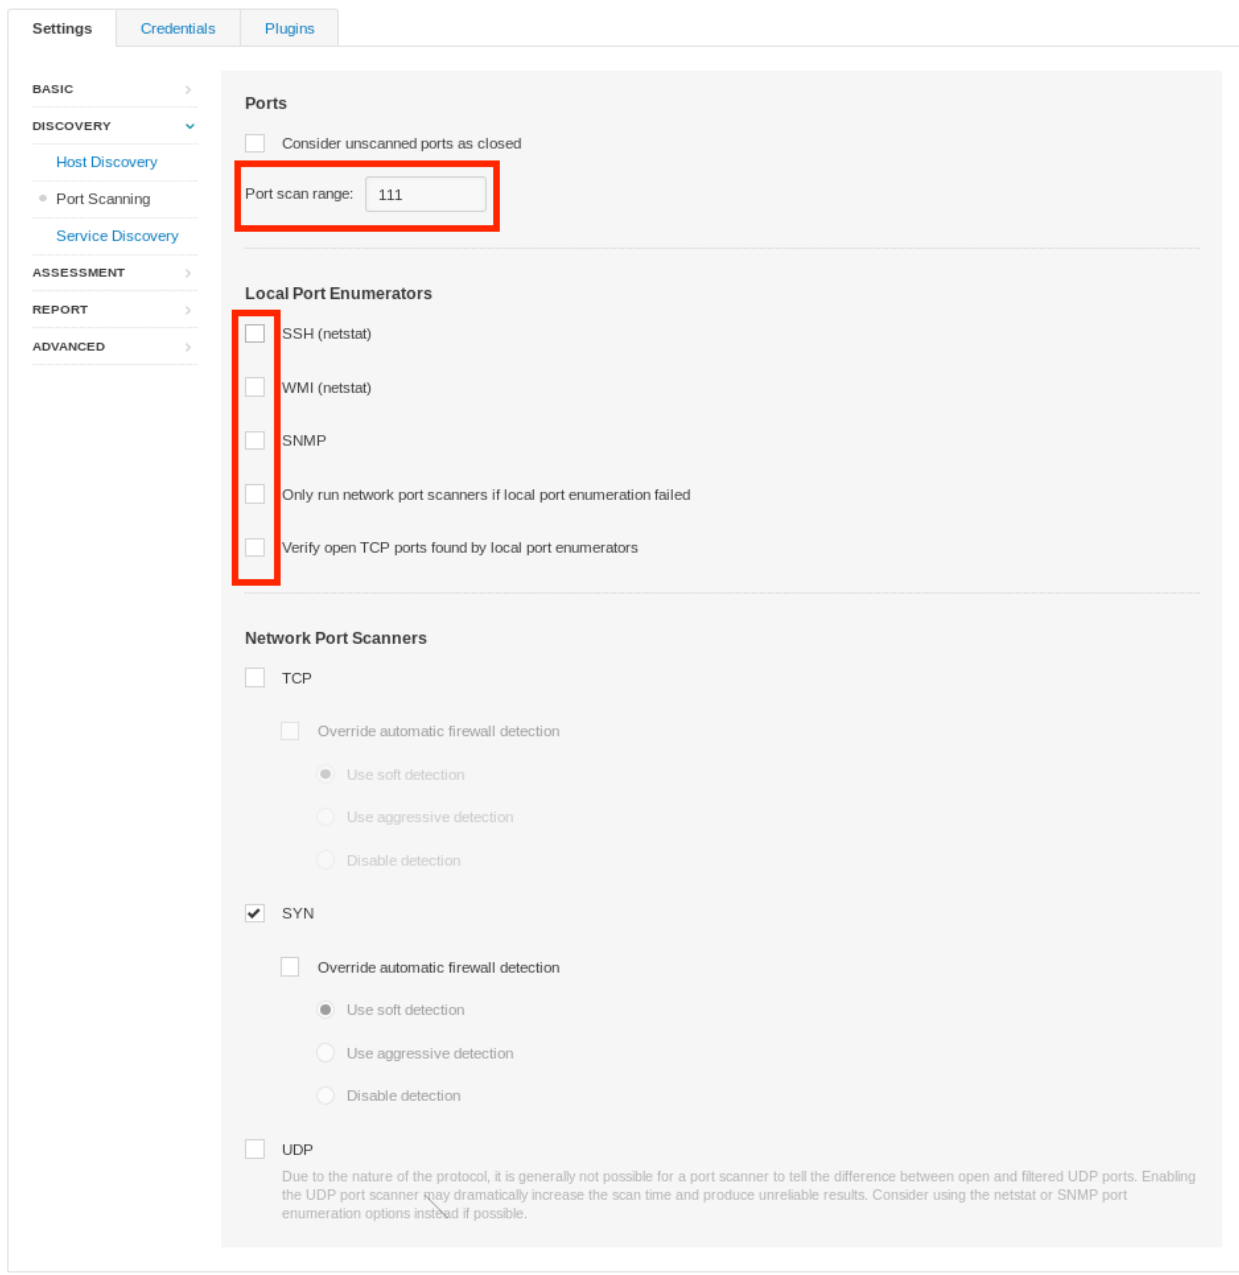 Settings
Credentials
Plugins
BASIC
DISCOVERY
Host Discovery
Port Scanning
Service Discovery
ASSESSMENT
REPORT
ADVANCED
Ports
Consider unscanned ports as closed
Port scan range: 111
Local Port Enumerators
SSH (netstat)
WMI (netstat)
SNMP
Only run network port scanners if local port enumeration failed
Verify open TCP ports found by local port enumerators
Network Port Scanners
TCP
Override automatic firewall detection
Use soft detection
Use aggressive detection
Disable detection
SYN
Override automatic firewall detection
Use soft detection
Use aggressive detection
Disable detection
UDP
Due to the nature of the protocol, it is generally not possible for a port scanner to tell the difference between open and filtered UDP ports. Enabling
the UDP port scanner may dramatically increase the scan time and produce unreliable results. Consider using the netstat or SNMP port
enumeration options instead if possible.